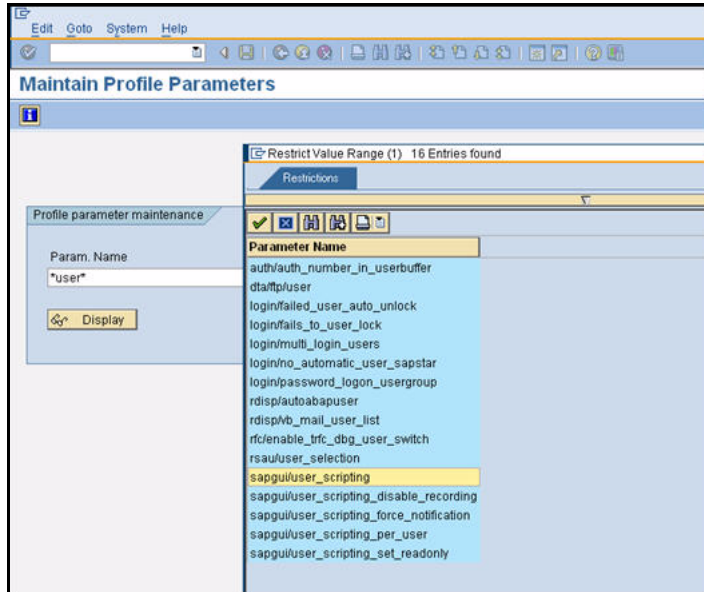 Edit Goto System Help
Maintain Profile Parameters
Restrict Value Range (1) 16 Entries found
Restrictions
Profile parameter maintenance
Param. Name
*user*
Display
Parameter Name
auth/auth_number_in_userbuffer
dta/ftp/user
login/failed_user_auto_unlock
login/fails_to_user_lock
login/multi_login_users
login/no_automatic_user_sapstar
login/password_logon_usergroup
rdisp/autoabapuser
rdisp/vb_mail_user_list
rfc/enable_trfc_dbg_user_switch
rsau/user_selection
sapgui/user_scripting
sapgui/user_scripting_disable_recording
sapgui/user_scripting_force_notification
sapgui/user_scripting_per_user
sapgui/user_scripting_set_readonly